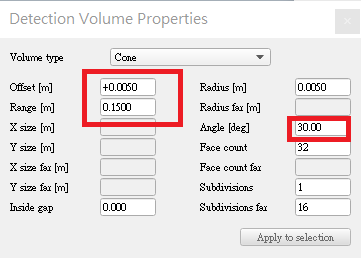 Detection Volume Properties
Volume type Cone
Offset [m] +0.0050 Radius [m] 0.0050
Range [m] 0.1500 Radius far [m]
X size [m] Angle [deg] 30.00
Y size [m] Face count 32
X size far [m] Face count far
Y size far [m] Subdivisions 1
Inside gap 0.000 Subdivisions far 16
Apply to selection